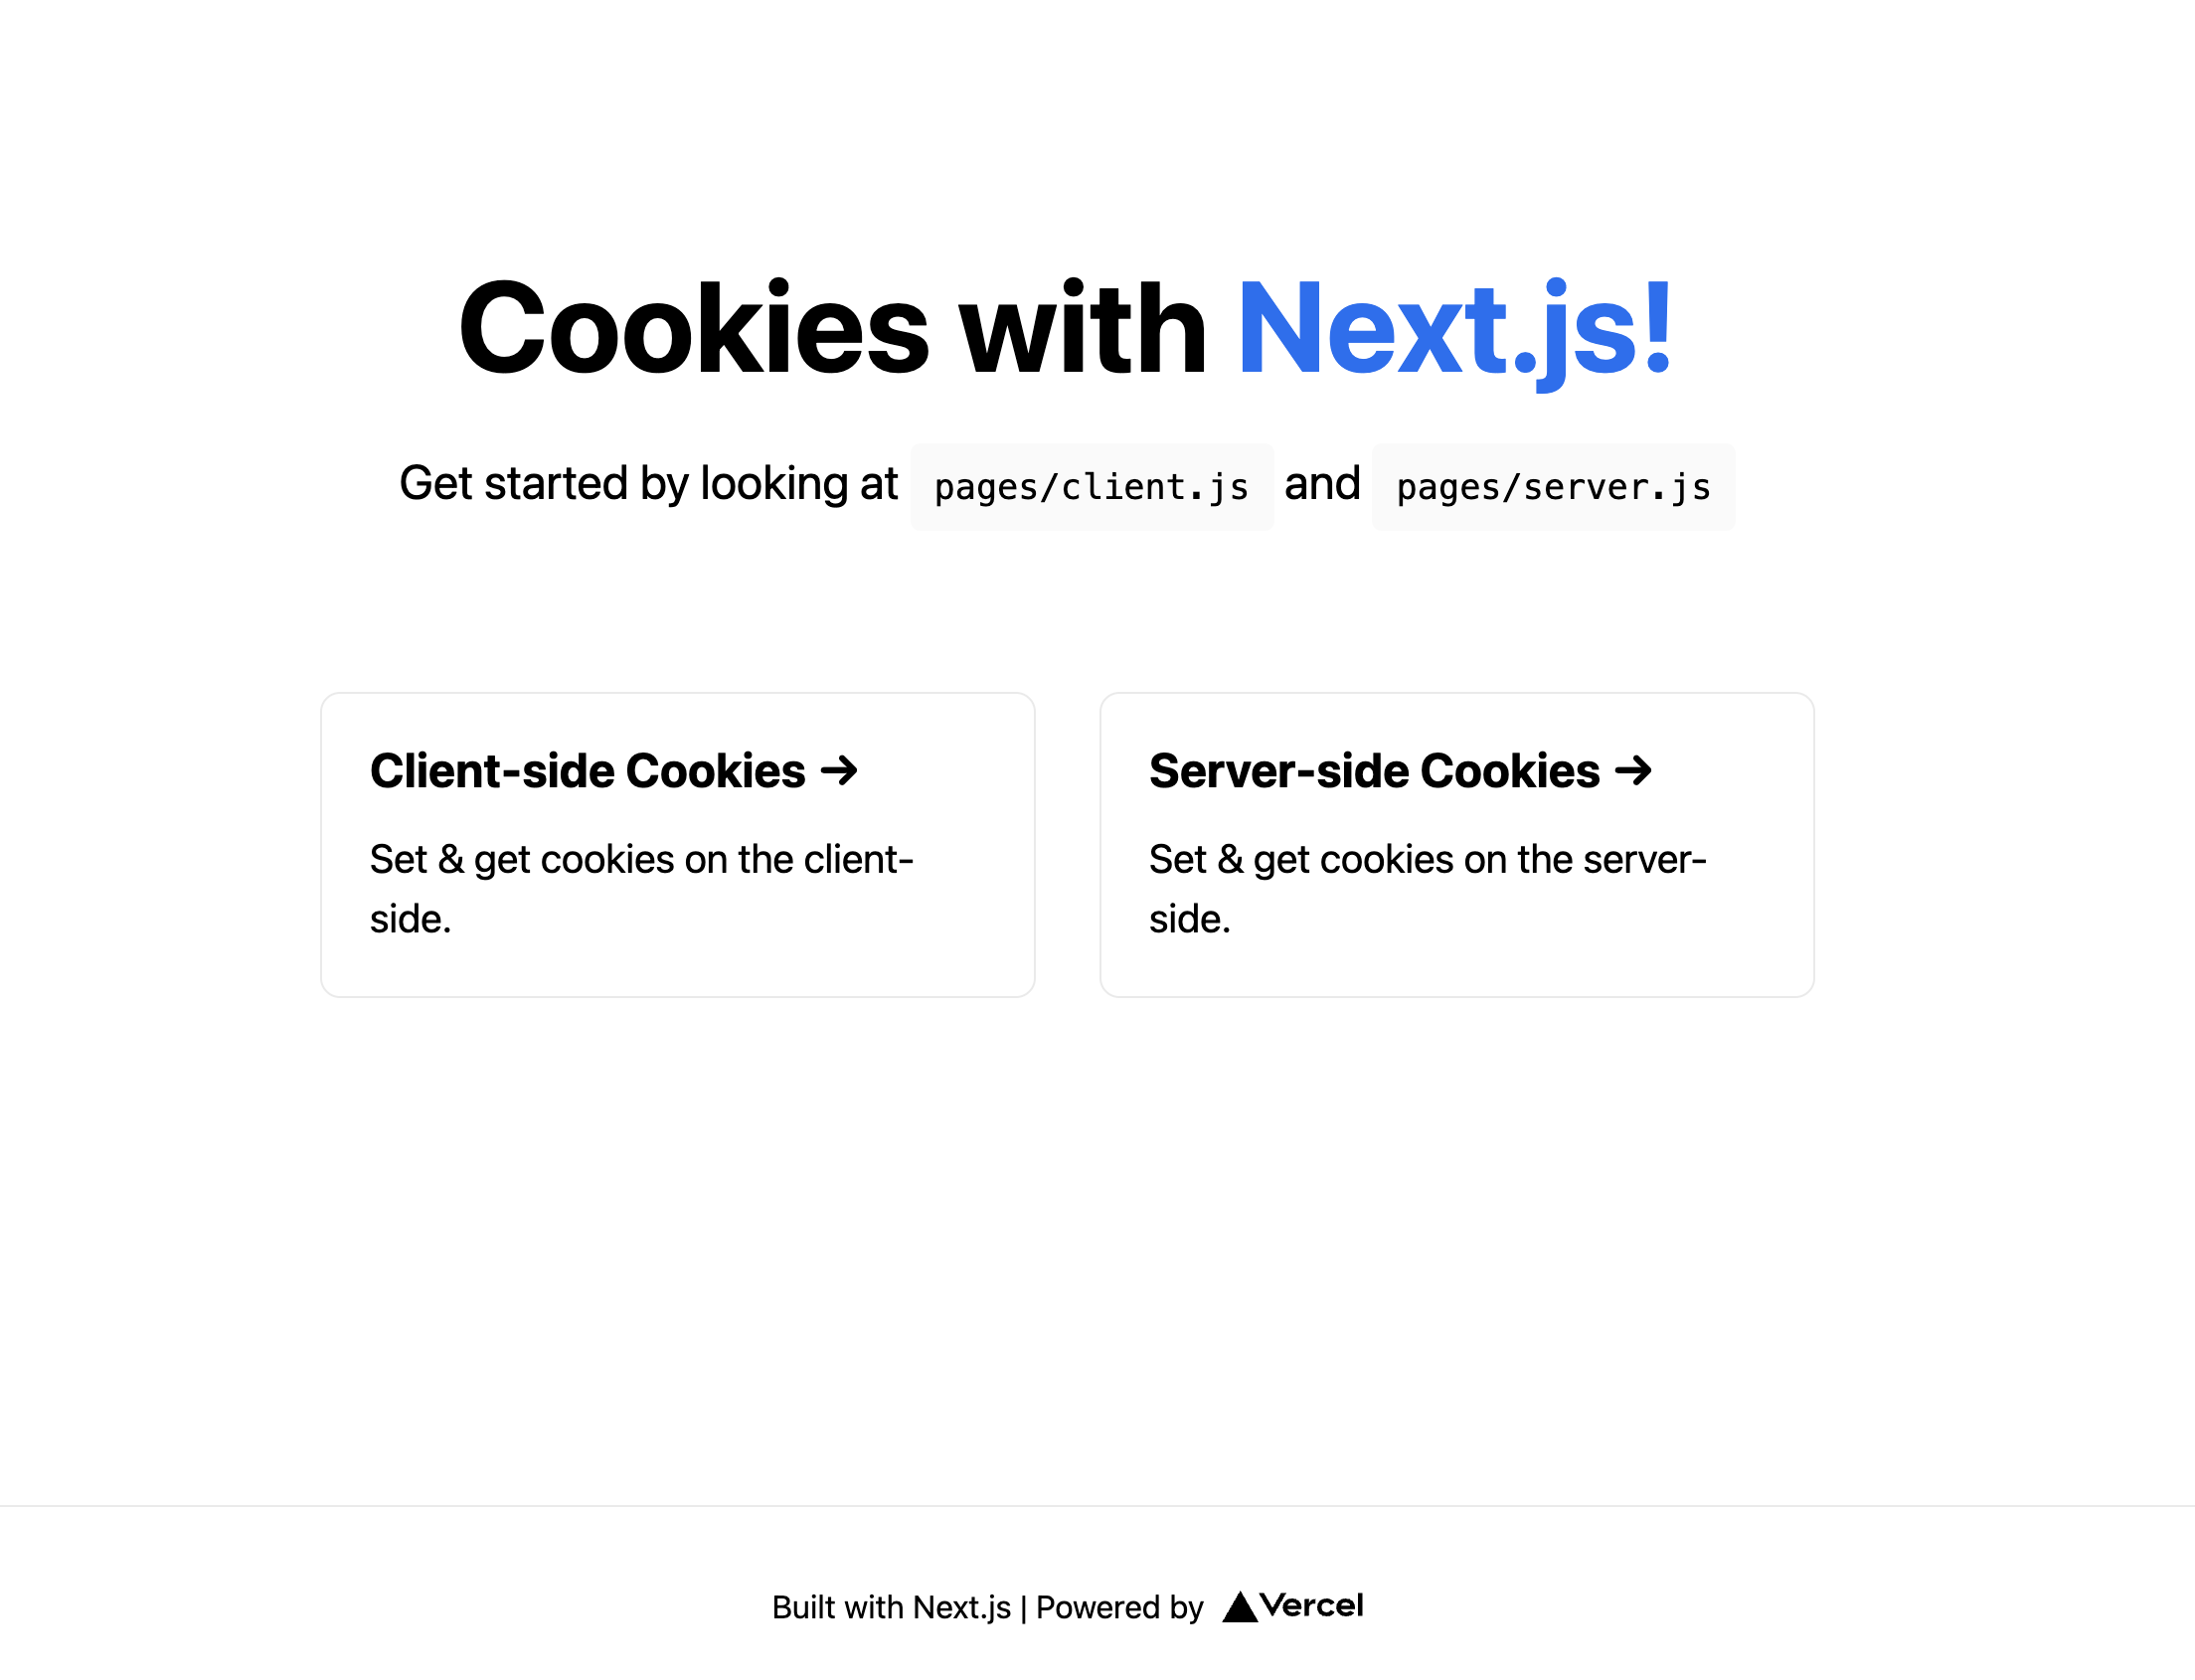 Cookies with Next.js!
Get started by looking at pages/client.js and pages/server.js
Client-side Cookies →
Set & get cookies on the client-
side.
Server-side Cookies →
Set & get cookies on the server-
side.
Built with Next.js | Powered by Vercel